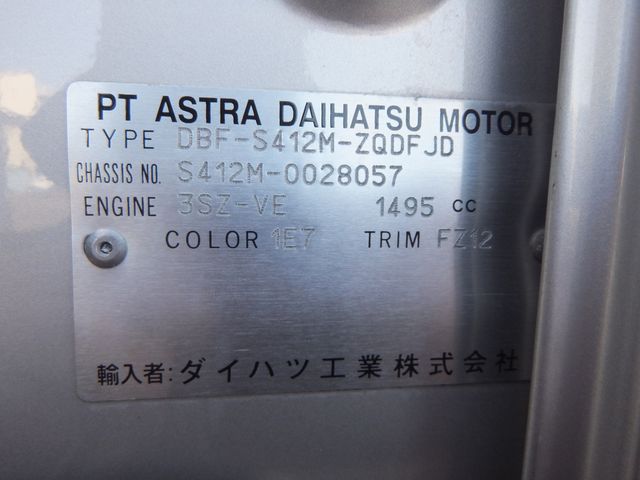 PT ASTRA DAIHATSU MOTOR
TYPE DBF-S412M-ZQDFJD
CHASSIS NO. S412M-0028057
ENGINE 3SZ-VE 1495 cc
COLOR 1E7 TRIM FZ12
輸入者:ダイハツ工業株式会社